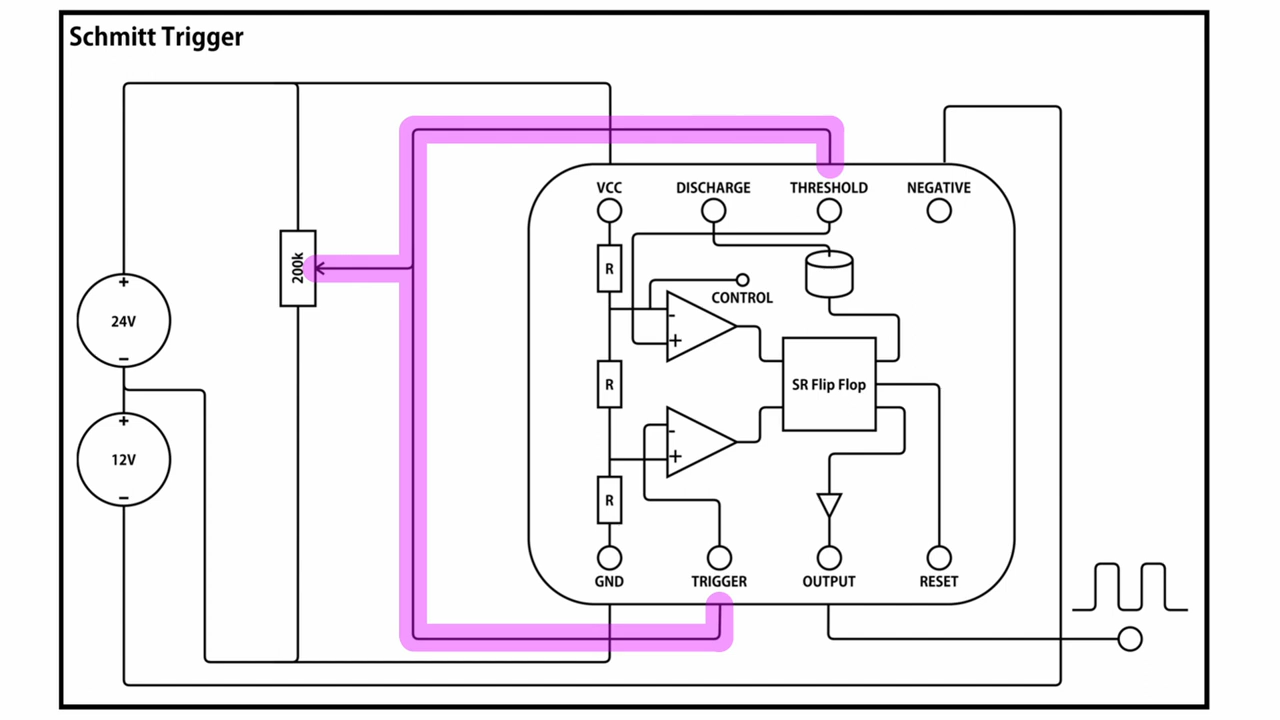 Schmitt Trigger
VCC
DISCHARGE
THRESHOLD
NEGATIVE
R
200k
CONTROL
+
24V
−
-
+
R
SR Flip Flop
+
12V
−
-
+
R
GND
TRIGGER
OUTPUT
RESET